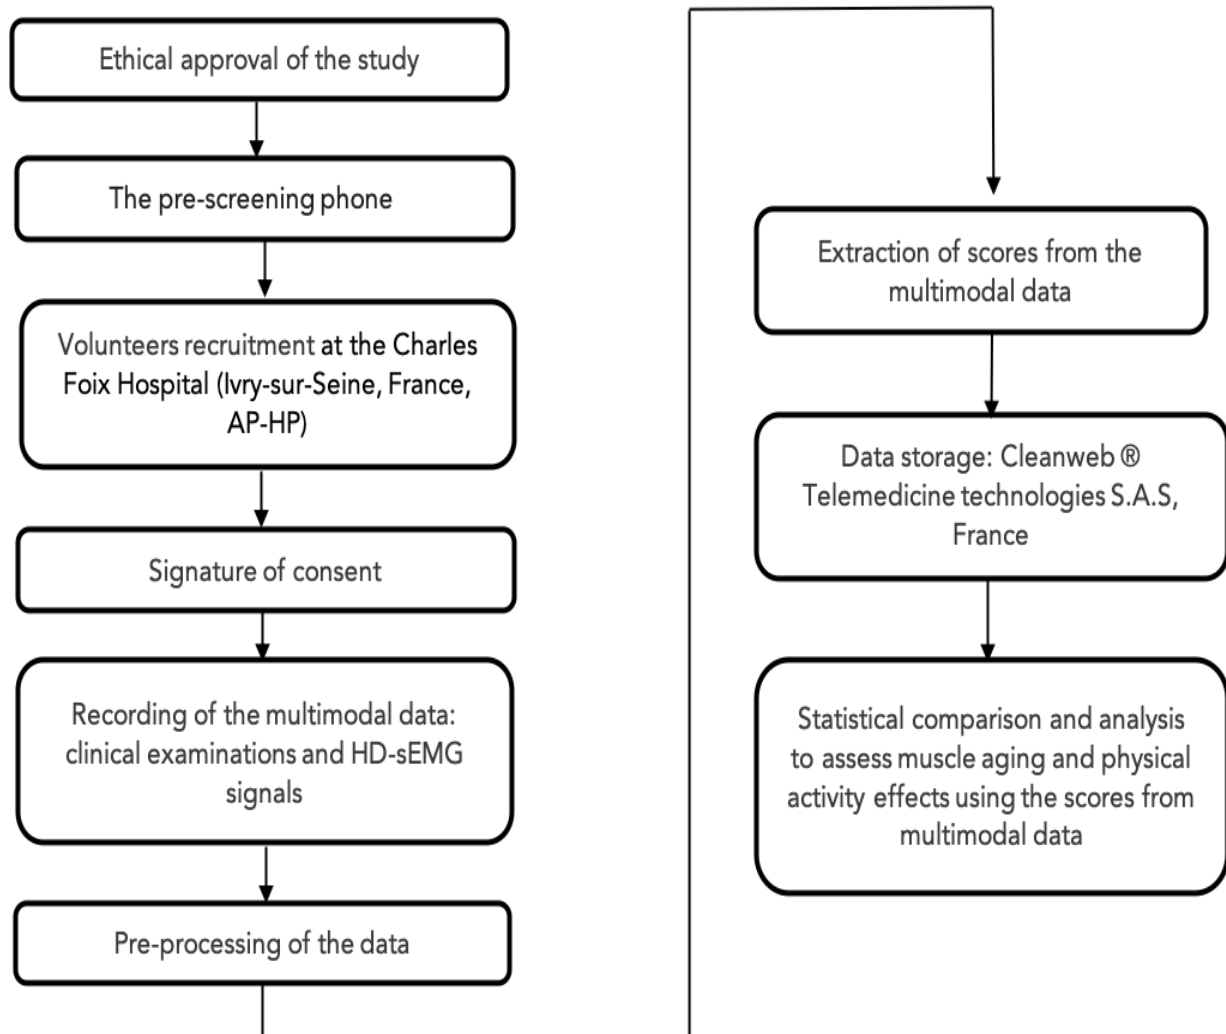 Ethical approval of the study
The pre-screening phone
Volunteers recruitment at the Charles
Foix Hospital (Ivry-sur-Seine, France,
AP-HP)
Signature of consent
Recording of the multimodal data:
clinical examinations and HD-sEMG
signals
Pre-processing of the data
Extraction of scores from the
multimodal data
Data storage: Cleanweb ®
Telemedicine technologies S.A.S,
France
Statistical comparison and analysis
to assess muscle aging and physical
activity effects using the scores from
multimodal data